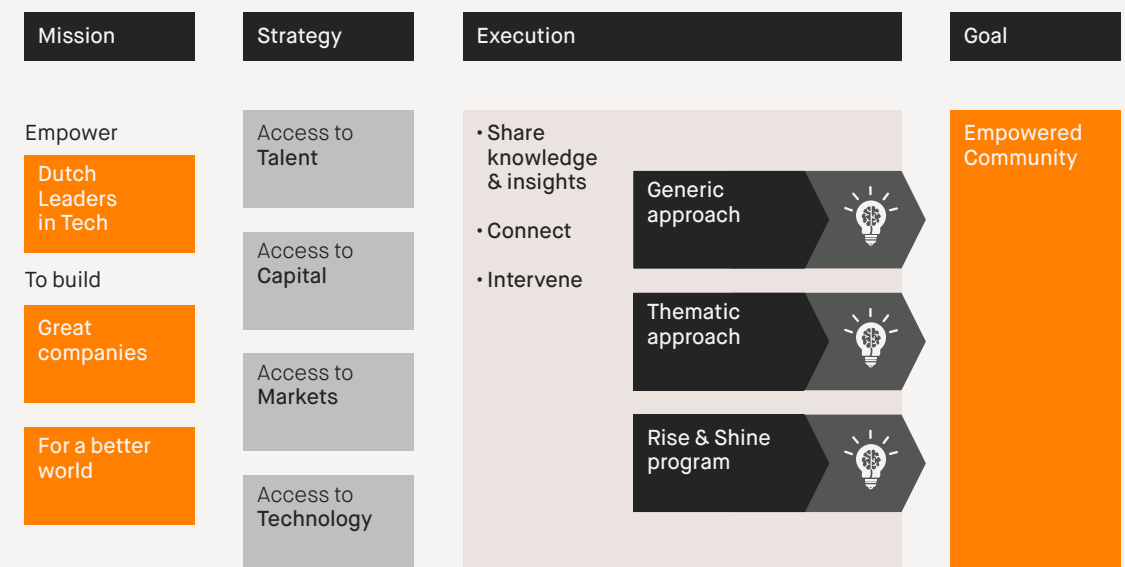 Mission
Strategy
Execution
Goal
Empower
Dutch
Leaders
in Tech
To build
Great
companies
For a better
world
Access to
Talent
Access to
Capital
Access to
Markets
Access to
Technology
• Share
knowledge
& insights
• Connect
• Intervene
Generic
approach
Thematic
approach
Rise & Shine
program
Empowered
Community